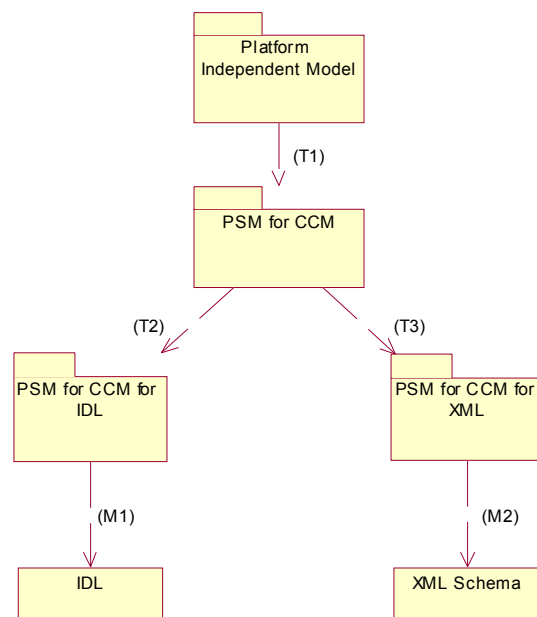 Platform
Independent Model
(T1)
PSM for CCM
(T2)
(T3)
PSM for CCM for
IDL
PSM for CCM for
XML
(M1)
(M2)
IDL
XML Schema